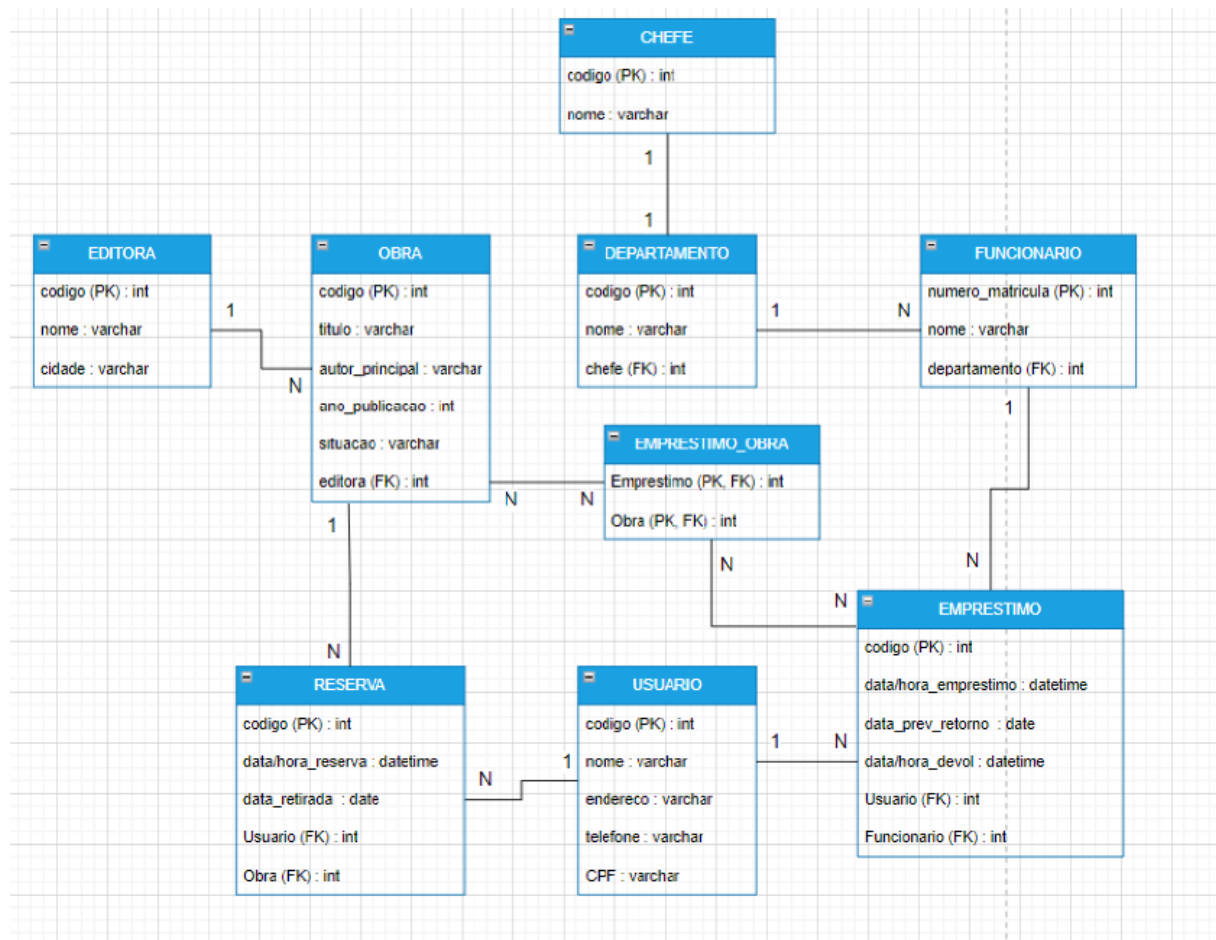 CHEFE
codigo (PK) : int
nome : varchar
1
1
EDITORA
codigo (PK) : int
nome : varchar
cidade : varchar
1
N
OBRA
codigo (PK) : int
titulo : varchar
autor_principal : varchar
ano_publicacao : int
situacao : varchar
editora (FK) : int
DEPARTAMENTO
codigo (PK) : int
nome : varchar
chefe (FK) : int
1
N
FUNCIONARIO
numero_matricula (PK) : int
nome : varchar
departamento (FK) : int
1
N
EMPRESTIMO_OBRA
Emprestimo (PK, FK) : int
Obra (PK, FK) : int
N
N
N
N
1
N
RESERVA
codigo (PK) : int
data/hora_reserva : datetime
data_retirada : date
Usuario (FK) : int
Obra (FK) : int
N
1
USUARIO
codigo (PK) : int
nome : varchar
endereco : varchar
telefone : varchar
CPF : varchar
1
N
EMPRESTIMO
codigo (PK) : int
data/hora_emprestimo : datetime
data_prev_retorno : date
data/hora_devol : datetime
Usuario (FK) : int
Funcionario (FK) : int